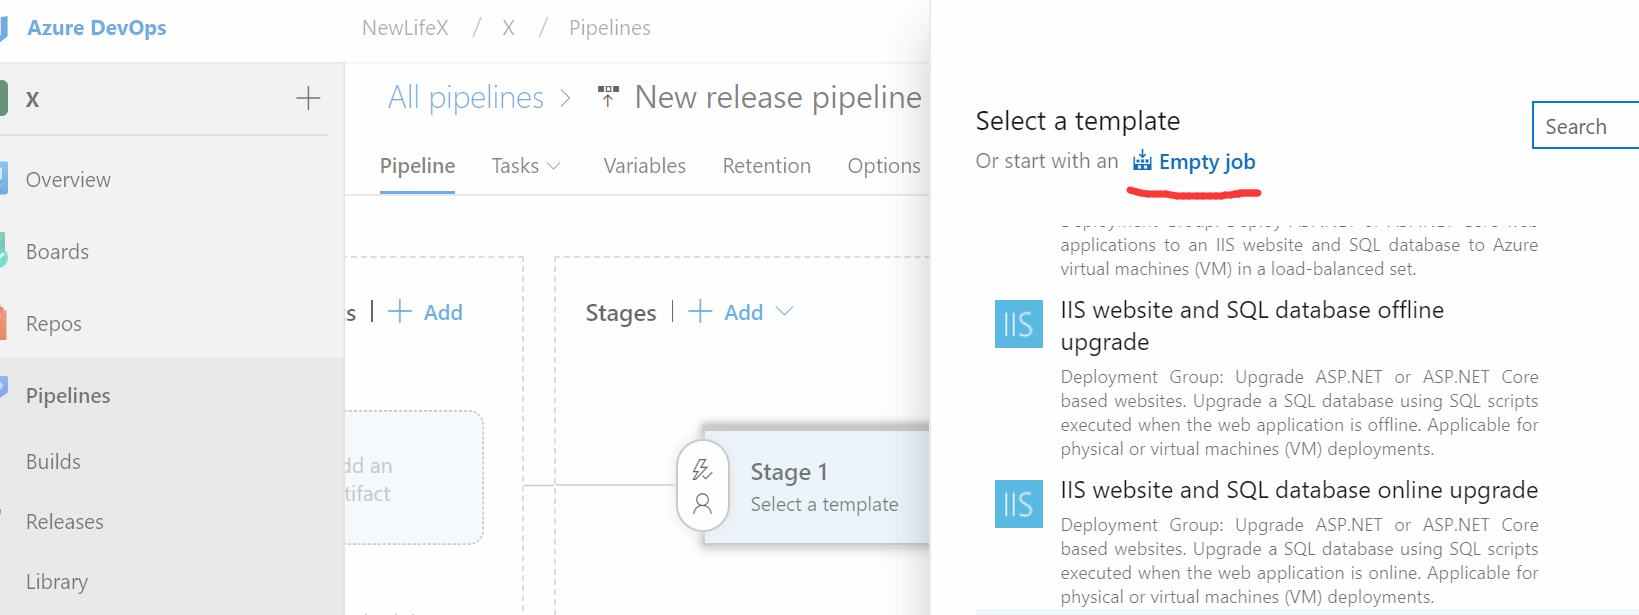 Azure DevOps
NewLifeX / X / Pipelines
X
Overview
Boards
Repos
Pipelines
Builds
Releases
Library
All pipelines > New release pipeline
Pipeline Tasks Variables Retention Options
Add
Stages | + Add
Stage 1
Select a template
Select a template
Or start with an Empty job
Search
applications to an IIS website and SQL database to Azure
virtual machines (VM) in a load-balanced set.
IIS
IIS website and SQL database offline
upgrade
Deployment Group: Upgrade ASP.NET or ASP.NET Core
based websites. Upgrade a SQL database using SQL scripts
executed when the web application is offline. Applicable for
physical or virtual machines (VM) deployments.
IIS
IIS website and SQL database online upgrade
Deployment Group: Upgrade ASP.NET or ASP.NET Core
based websites. Upgrade a SQL database using SQL scripts
executed when the web application is online. Applicable for
physical or virtual machines (VM) deployments.